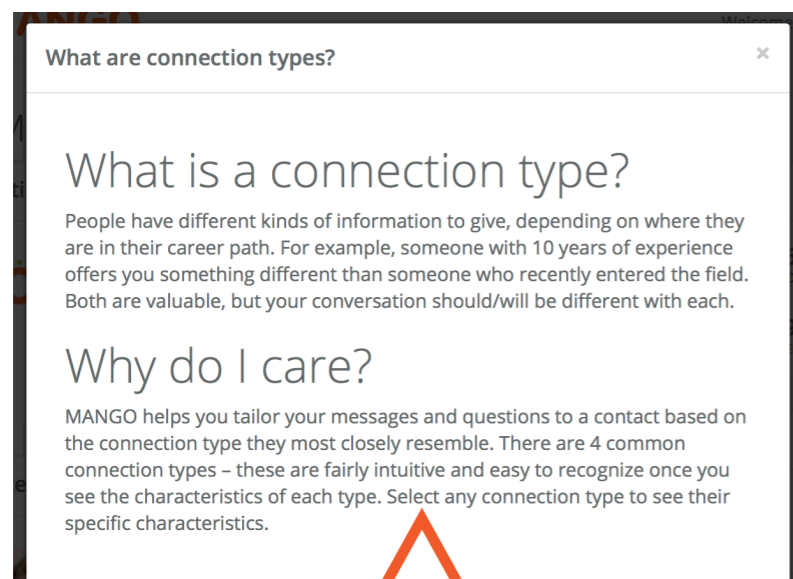 MANGO
Welcome
What are connection types?
×
What is a connection type?
People have different kinds of information to give, depending on where they
are in their career path. For example, someone with 10 years of experience
offers you something different than someone who recently entered the field.
Both are valuable, but your conversation should/will be different with each.
Why do I care?
MANGO helps you tailor your messages and questions to a contact based on
the connection type they most closely resemble. There are 4 common
connection types – these are fairly intuitive and easy to recognize once you
see the characteristics of each type. Select any connection type to see their
specific characteristics.